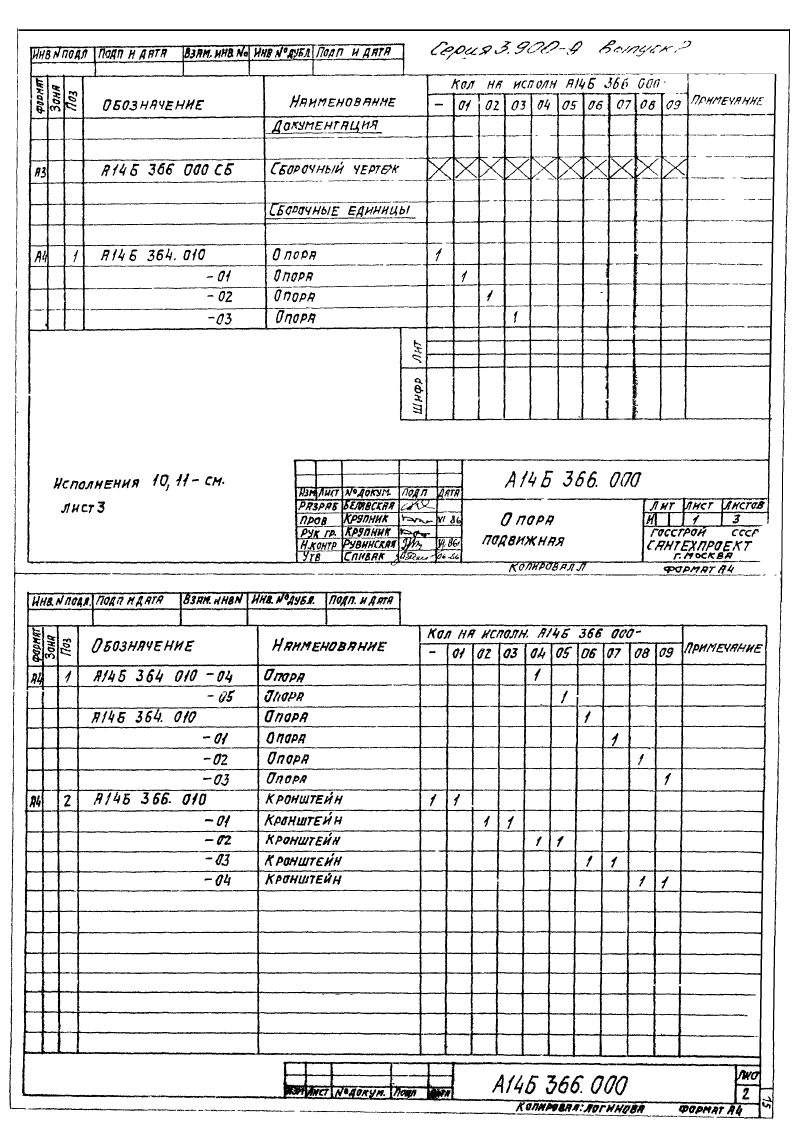 Серия 3.900-9 Выпуск
Инв N подл Подп и дата Взам. инв. No Инв №дубл. Подп и дата
Формат Зона Поз Обозначение Наименование Кол на исполн А14Б 366 000- Примечание
- 01 02 03 04 05 06 07 08 09
Документация
А3 А14Б 366 000 СБ Сборочный чертеж
Сборочные единицы
А4 1 А14Б 364.010 Опора 1
-01 Опора 1
-02 Опора 1
-03 Опора 1
Лит
Шифр
Исполнения 10, 11- см.
лист 3
А14Б 366.000
Изм Лист № докум. Подп Дата
Разраб Белявская
Пров Крупник VI 86
Рук гр. Крупник
Н.контр Рувинская VI.86
Утв Спивак
Опора
подвижная
Лит Лист Листов
И 1 3
Госстрой СССР
Сантехпроект
г. Москва
Копировал Формат А4
Инв. N подл. Подп и дата Взам. инв N Инв. №дубл. Подп. и дата
Формат Зона Поз Обозначение Наименование Кол на исполн. А14Б 366 000- Примечание
- 01 02 03 04 05 06 07 08 09
А4 1 А14Б 364 010 -04 Опора 1
- 05 Опора 1
А14Б 364. 010 Опора 1
-01 Опора 1
-02 Опора 1
-03 Опора 1
А4 2 А14Б 366. 010 Кронштейн 1 1
-01 Кронштейн 1 1
-02 Кронштейн 1 1
-03 Кронштейн 1 1
-04 Кронштейн 1 1
Изм Лист № докум. Подп Дата
А14Б 366.000
Лист
2
15
Копировал: Логинова Формат А4